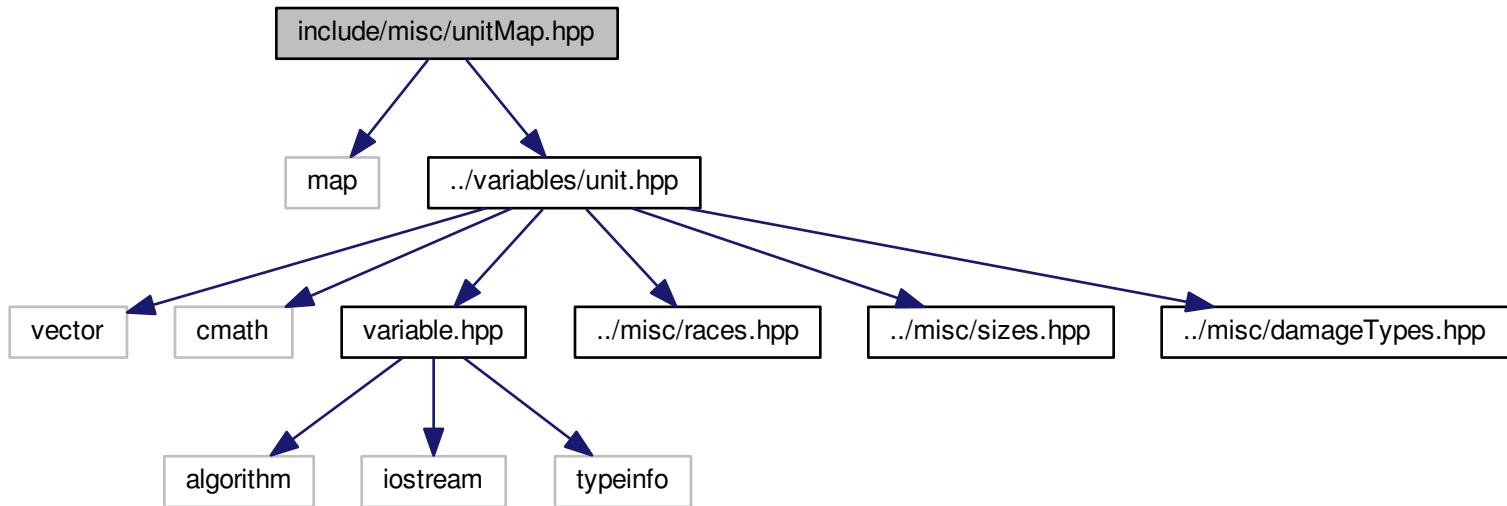 include/misc/unitMap.hpp
map
../variables/unit.hpp
vector
cmath
variable.hpp
../misc/races.hpp
../misc/sizes.hpp
../misc/damageTypes.hpp
algorithm
iostream
typeinfo